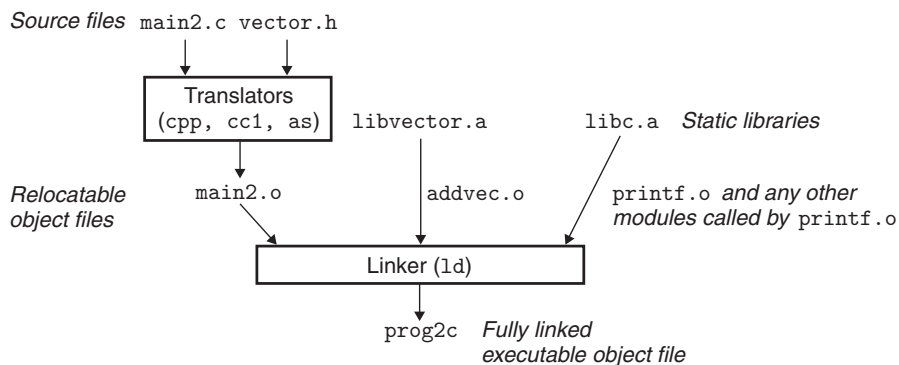 Source files main2.c vector.h
Translators
(cpp, cc1, as)
libvector.a libc.a Static libraries
Relocatable
object files
main2.o
addvec.o
printf.o and any other
modules called by printf.o
Linker (ld)
prog2c
Fully linked
executable object file